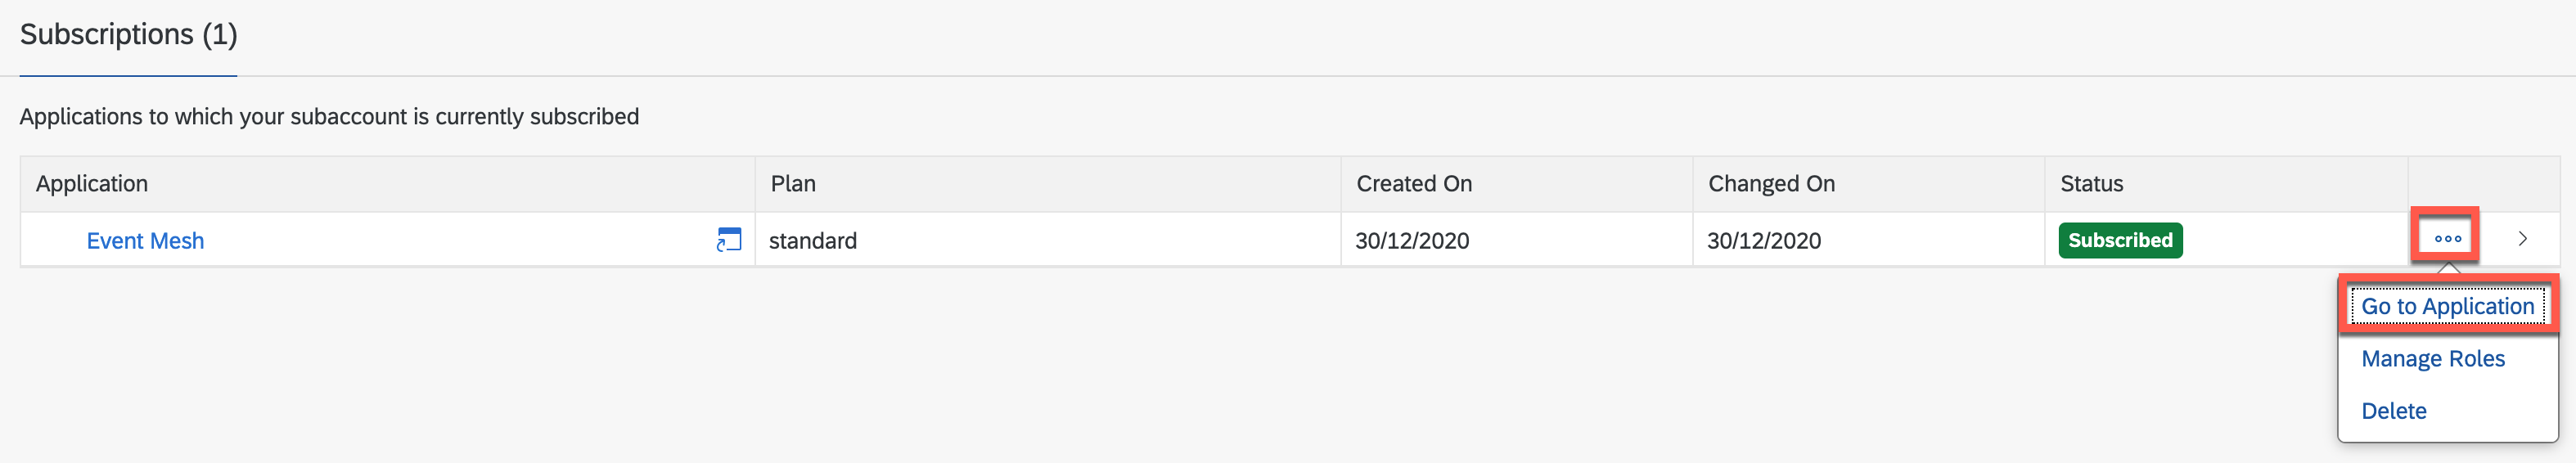 Subscriptions (1)
Applications to which your subaccount is currently subscribed
Application Plan Created On Changed On Status
Event Mesh standard 30/12/2020 30/12/2020 Subscribed
Go to Application
Manage Roles
Delete